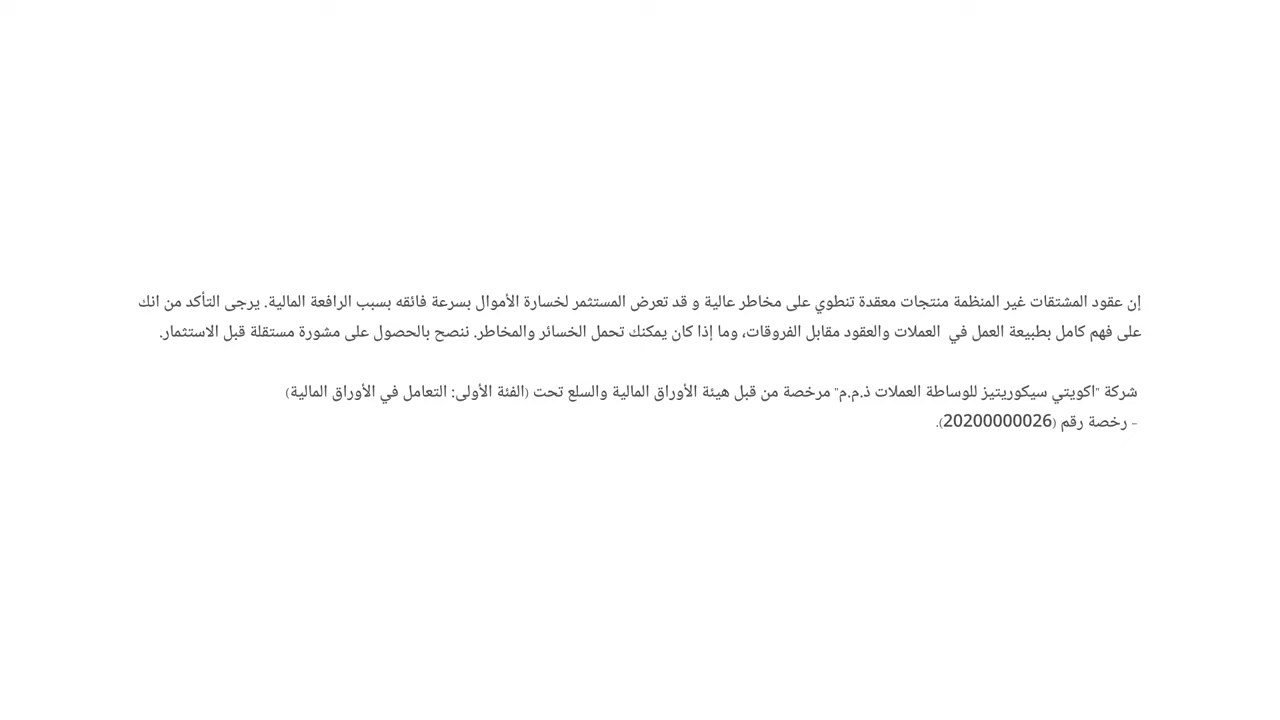 إن عقود المشتقات غير المنظمة منتجات معقدة تنطوي على مخاطر عالية و قد تعرض المستثمر لخسارة الأموال بسرعة فائقه بسبب الرافعة المالية. يرجى التأكد من انك
على فهم كامل بطبيعة العمل في العملات والعقود مقابل الفروقات، وما إذا كان يمكنك تحمل الخسائر والمخاطر. ننصح بالحصول على مشورة مستقلة قبل الاستثمار.
شركة "اكويتي سيكوريتيز للوساطة العملات ذ.م.م" مرخصة من قبل هيئة الأوراق المالية والسلع تحت (الفئة الأولى: التعامل في الأوراق المالية)
- رخصة رقم (20200000026).